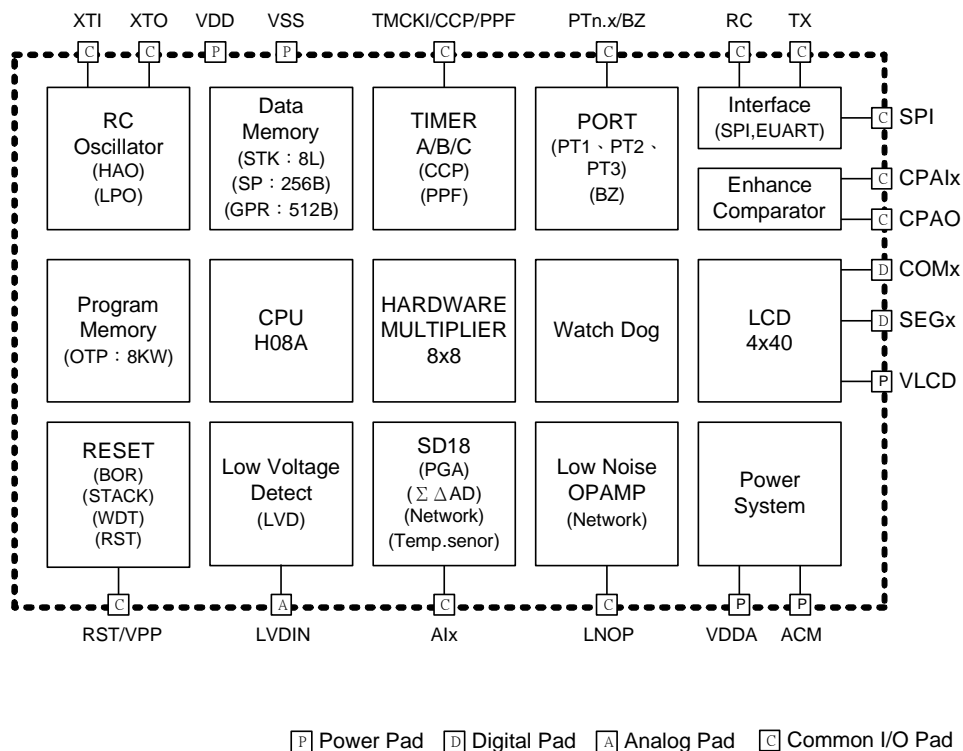 XTI XTO VDD VSS TMCKI/CCP/PPF PTn.x/BZ RC TX
C C P P C C C C
RC
Oscillator
(HAO)
(LPO)
Data
Memory
(STK：8L)
(SP：256B)
(GPR：512B)
TIMER
A/B/C
(CCP)
(PPF)
PORT
(PT1、PT2、
PT3)
(BZ)
Interface
(SPI,EUART)
C SPI
Enhance
Comparator
C CPAIx
C CPAO
Program
Memory
(OTP：8KW)
CPU
H08A
HARDWARE
MULTIPLIER
8x8
Watch Dog
LCD
4x40
D COMx
D SEGx
P VLCD
RESET
(BOR)
(STACK)
(WDT)
(RST)
Low Voltage
Detect
(LVD)
SD18
(PGA)
(ΣΔAD)
(Network)
(Temp.senor)
Low Noise
OPAMP
(Network)
Power
System
C A C C P P
RST/VPP LVDIN AIx LNOP VDDA ACM
P Power Pad D Digital Pad A Analog Pad C Common I/O Pad